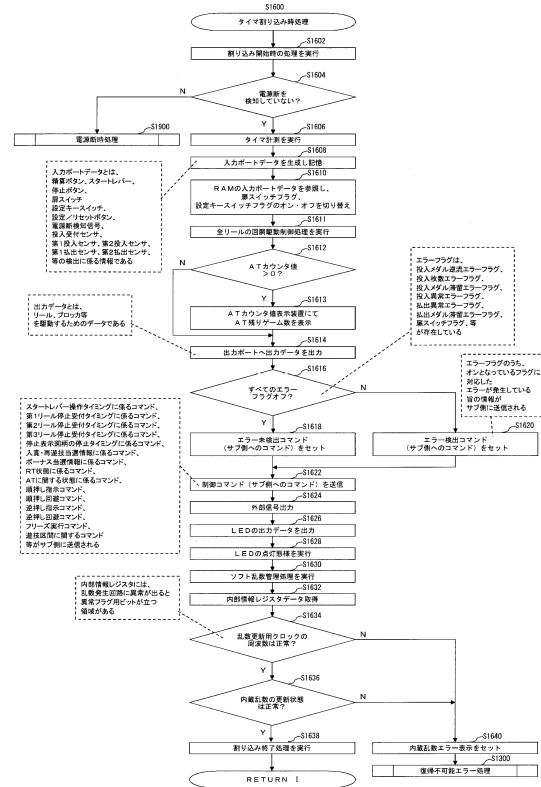 S1600
タイマ割り込み時処理
S1602
割り込み開始時の処理を実行
S1604
電源断を
検知していない？
N
Y
S1900
電源断時処理
S1606
タイマ計測を実行
S1608
入力ポートデータを生成し記憶
入力ポートデータとは、
精算ボタン、スタートレバー、
停止ボタン、
扉スイッチ
設定キースイッチ、
設定／リセットボタン、
電源断検知信号、
投入受付センサ、
第１投入センサ、第２投入センサ、
第１払出センサ、第２払出センサ、
等の検出に係る情報である
S1610
ＲＡＭの入力ポートデータを参照し、
扉スイッチフラグ、
設定キースイッチフラグのオン・オフを切り替え
S1611
全リールの回胴駆動制御処理を実行
S1612
ＡＴカウンタ値
＞０？
N
Y
エラーフラグは、
投入メダル逆流エラーフラグ、
投入枚数エラーフラグ、
投入メダル滞留エラーフラグ、
投入異常エラーフラグ、
払出異常エラーフラグ、
払出メダル滞留エラーフラグ、
扉スイッチフラグ、等
が存在している
S1613
ＡＴカウンタ値表示装置にて
ＡＴ残りゲーム数を表示
出力データとは、
リール、ブロッカ等
を駆動するためのデータである
S1614
出力ポートへ出力データを出力
S1616
すべてのエラー
フラグオフ？
N
Y
エラーフラグのうち、
オンとなっているフラグに
対応した
エラーが発生している
旨の情報が
サブ側に送信される
S1618
エラー未検出コマンド
（サブ側へのコマンド）をセット
S1620
エラー検出コマンド
（サブ側へのコマンド）をセット
スタートレバー操作タイミングに係るコマンド、
第１リール停止受付タイミングに係るコマンド、
第２リール停止受付タイミングに係るコマンド、
第３リール停止受付タイミングに係るコマンド、
停止表示図柄の停止タイミングに係るコマンド、
入賞・再遊技当選情報に係るコマンド、
ボーナス当選情報に係るコマンド、
ＲＴ状態に係るコマンド、
ＡＴに関する状態に係るコマンド、
順押し指示コマンド、
順押し回避コマンド、
逆押し指示コマンド、
逆押し回避コマンド、
フリーズ実行コマンド、
遊技区間に関するコマンド
等がサブ側に送信される
S1622
制御コマンド（サブ側へのコマンド）を送信
S1624
外部信号出力
S1626
ＬＥＤの出力データを出力
S1628
ＬＥＤの点灯態様を実行
S1630
ソフト乱数管理処理を実行
S1632
内部情報レジスタデータ取得
内部情報レジスタには、
乱数発生回路に異常が出ると
異常フラグ用ビットが立つ
領域がある
S1634
乱数更新用クロックの
周波数は正常？
N
Y
S1636
内蔵乱数の更新状態
は正常？
N
Y
S1638
割り込み終了処理を実行
S1640
内蔵乱数エラー表示をセット
S1300
復帰不可能エラー処理
ＲＥＴＵＲＮ Ｉ